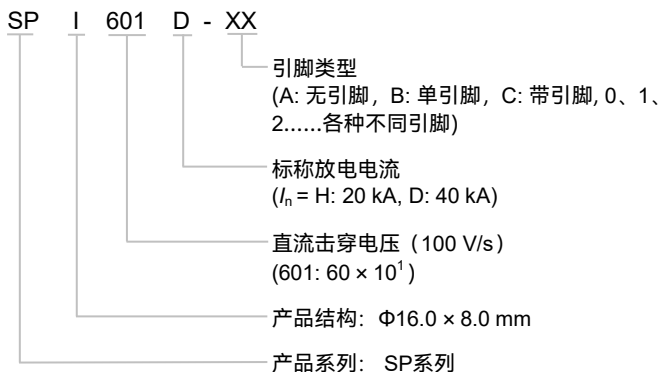 SP I 601 D - XX
引脚类型
(A: 无引脚，B: 单引脚，C: 带引脚, 0、1、
2......各种不同引脚)
标称放电电流
(Iₙ = H: 20 kA, D: 40 kA)
直流击穿电压（100 V/s）
(601: 60 × 10¹ )
产品结构: Φ16.0 × 8.0 mm
产品系列: SP系列